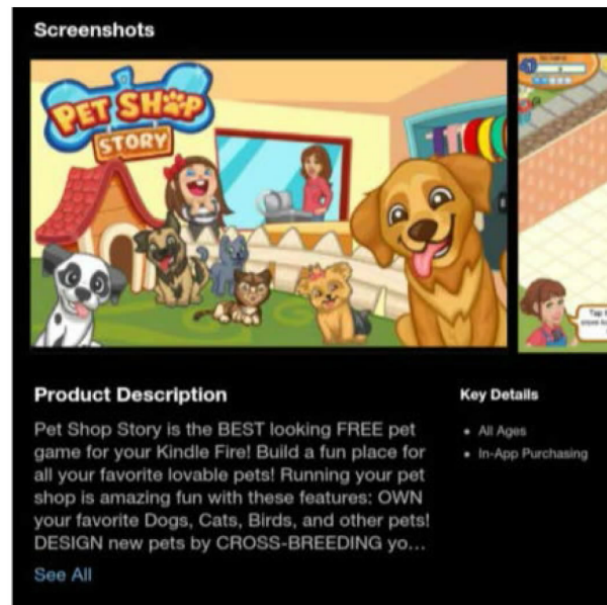 Screenshots
PET SHOP
STORY
Product Description
Pet Shop Story is the BEST looking FREE pet
game for your Kindle Fire! Build a fun place for
all your favorite lovable pets! Running your pet
shop is amazing fun with these features: OWN
your favorite Dogs, Cats, Birds, and other pets!
DESIGN new pets by CROSS-BREEDING yo...
See All
Key Details
• All Ages
• In-App Purchasing